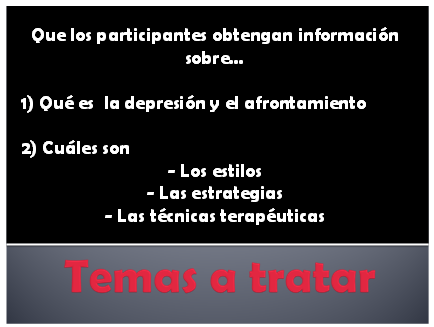 Que los participantes obtengan información
sobre...
1) Qué es la depresión y el afrontamiento
2) Cuáles son
- Los estilos
- Las estrategias
- Las técnicas terapéuticas
Temas a tratar